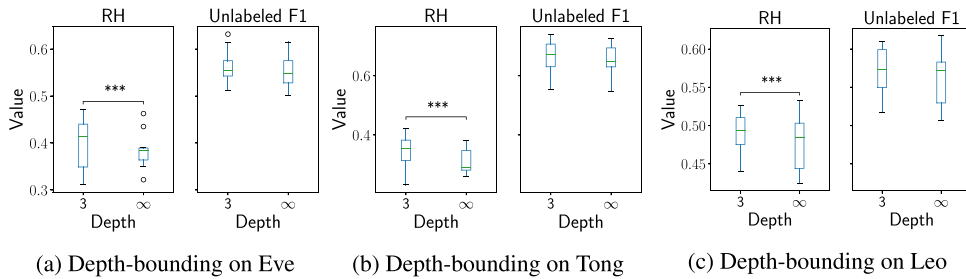 RH Unlabeled F1
Value
0.6
0.5
0.4
0.3
***
3 ∞ 3 ∞
Depth Depth
(a) Depth-bounding on Eve
RH Unlabeled F1
Value
0.6
0.4
***
3 ∞ 3 ∞
Depth Depth
(b) Depth-bounding on Tong
RH Unlabeled F1
Value
0.60
0.55
0.50
0.45
***
3 ∞ 3 ∞
Depth Depth
(c) Depth-bounding on Leo